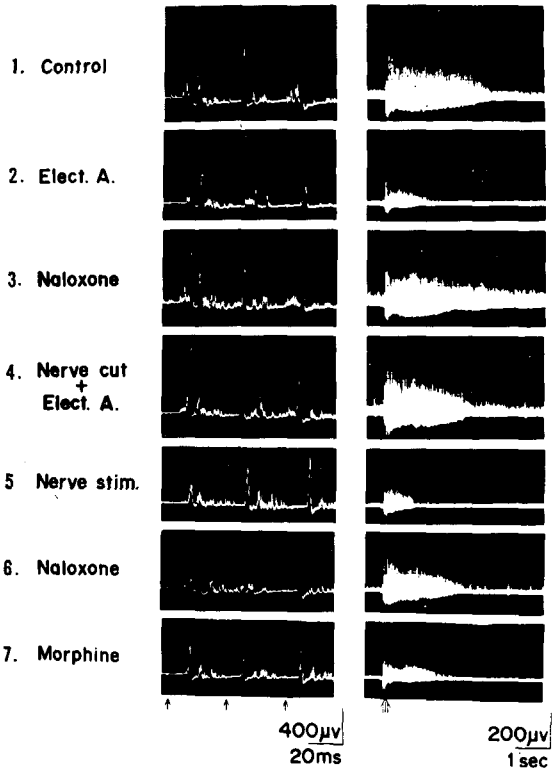 1. Control
2. Elect. A.
3. Naloxone
4. Nerve cut
+
Elect. A.
5 Nerve stim.
6. Naloxone
7. Morphine
400μv
20ms
200μv
1 sec